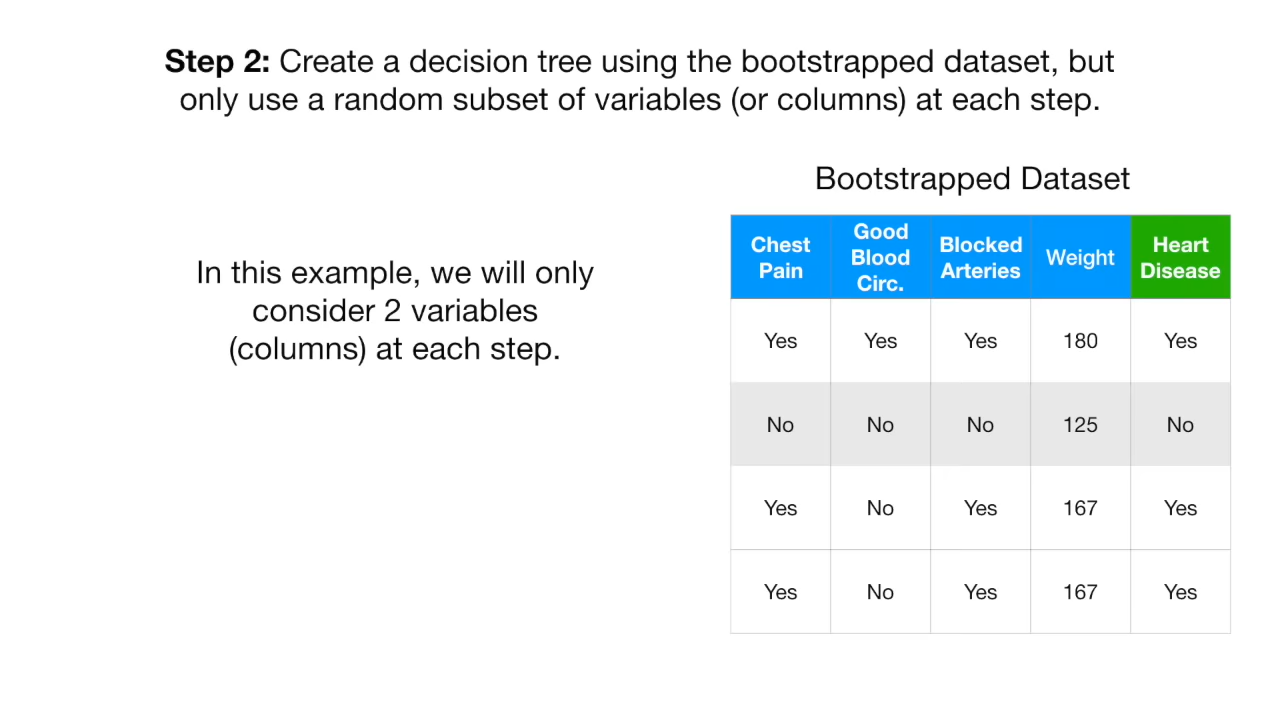 Step 2: Create a decision tree using the bootstrapped dataset, but
only use a random subset of variables (or columns) at each step.
Bootstrapped Dataset
In this example, we will only
consider 2 variables
(columns) at each step.
Chest
Pain
Good
Blood
Circ.
Blocked
Arteries
Weight
Heart
Disease
Yes Yes Yes 180 Yes
No No No 125 No
Yes No Yes 167 Yes
Yes No Yes 167 Yes